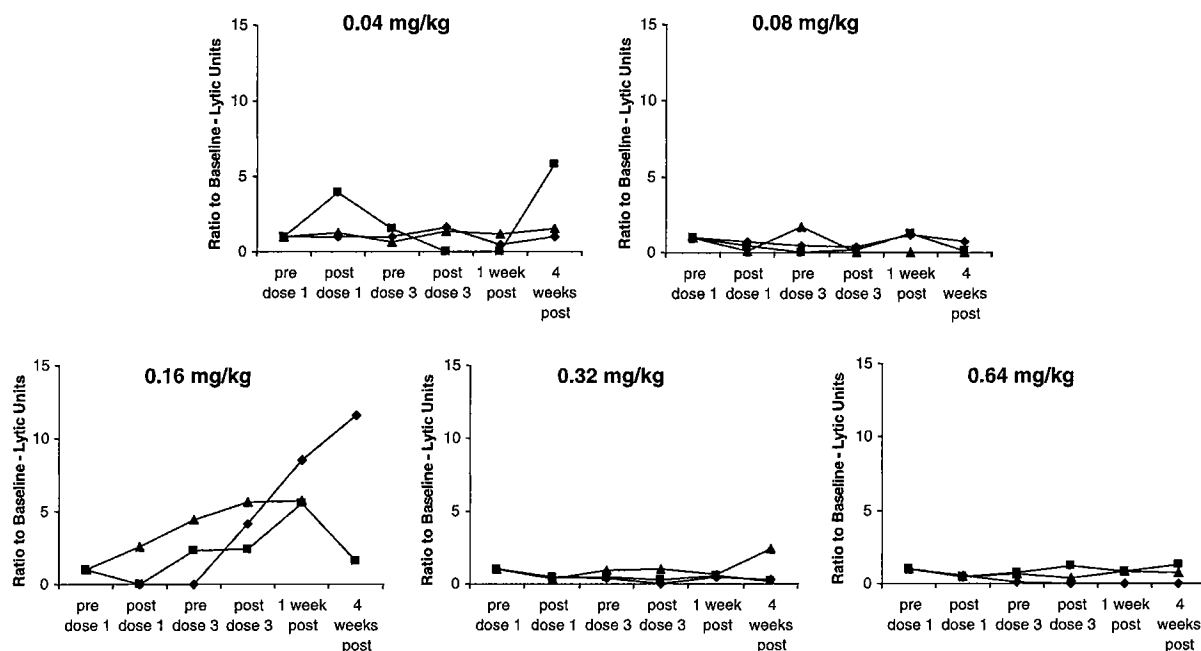 0.04 mg/kg
Ratio to Baseline - Lytic Units
15
10
5
0
pre
dose 1
post
dose 1
pre
dose 3
post
dose 3
1 week
post
4
weeks
post
0.08 mg/kg
Ratio to Baseline - Lytic Units
15
10
5
0
pre
dose 1
post
dose 1
pre
dose 3
post
dose 3
1 week
post
4
weeks
post
0.16 mg/kg
Ratio to Baseline - Lytic Units
15
10
5
0
pre
dose 1
post
dose 1
pre
dose 3
post
dose 3
1 week
post
4
weeks
post
0.32 mg/kg
Ratio to Baseline - Lytic Units
15
10
5
0
pre
dose 1
post
dose 1
pre
dose 3
post
dose 3
1 week
post
4
weeks
post
0.64 mg/kg
Ratio to Baseline - Lytic Units
15
10
5
0
pre
dose 1
post
dose 1
pre
dose 3
post
dose 3
1 week
post
4
weeks
post